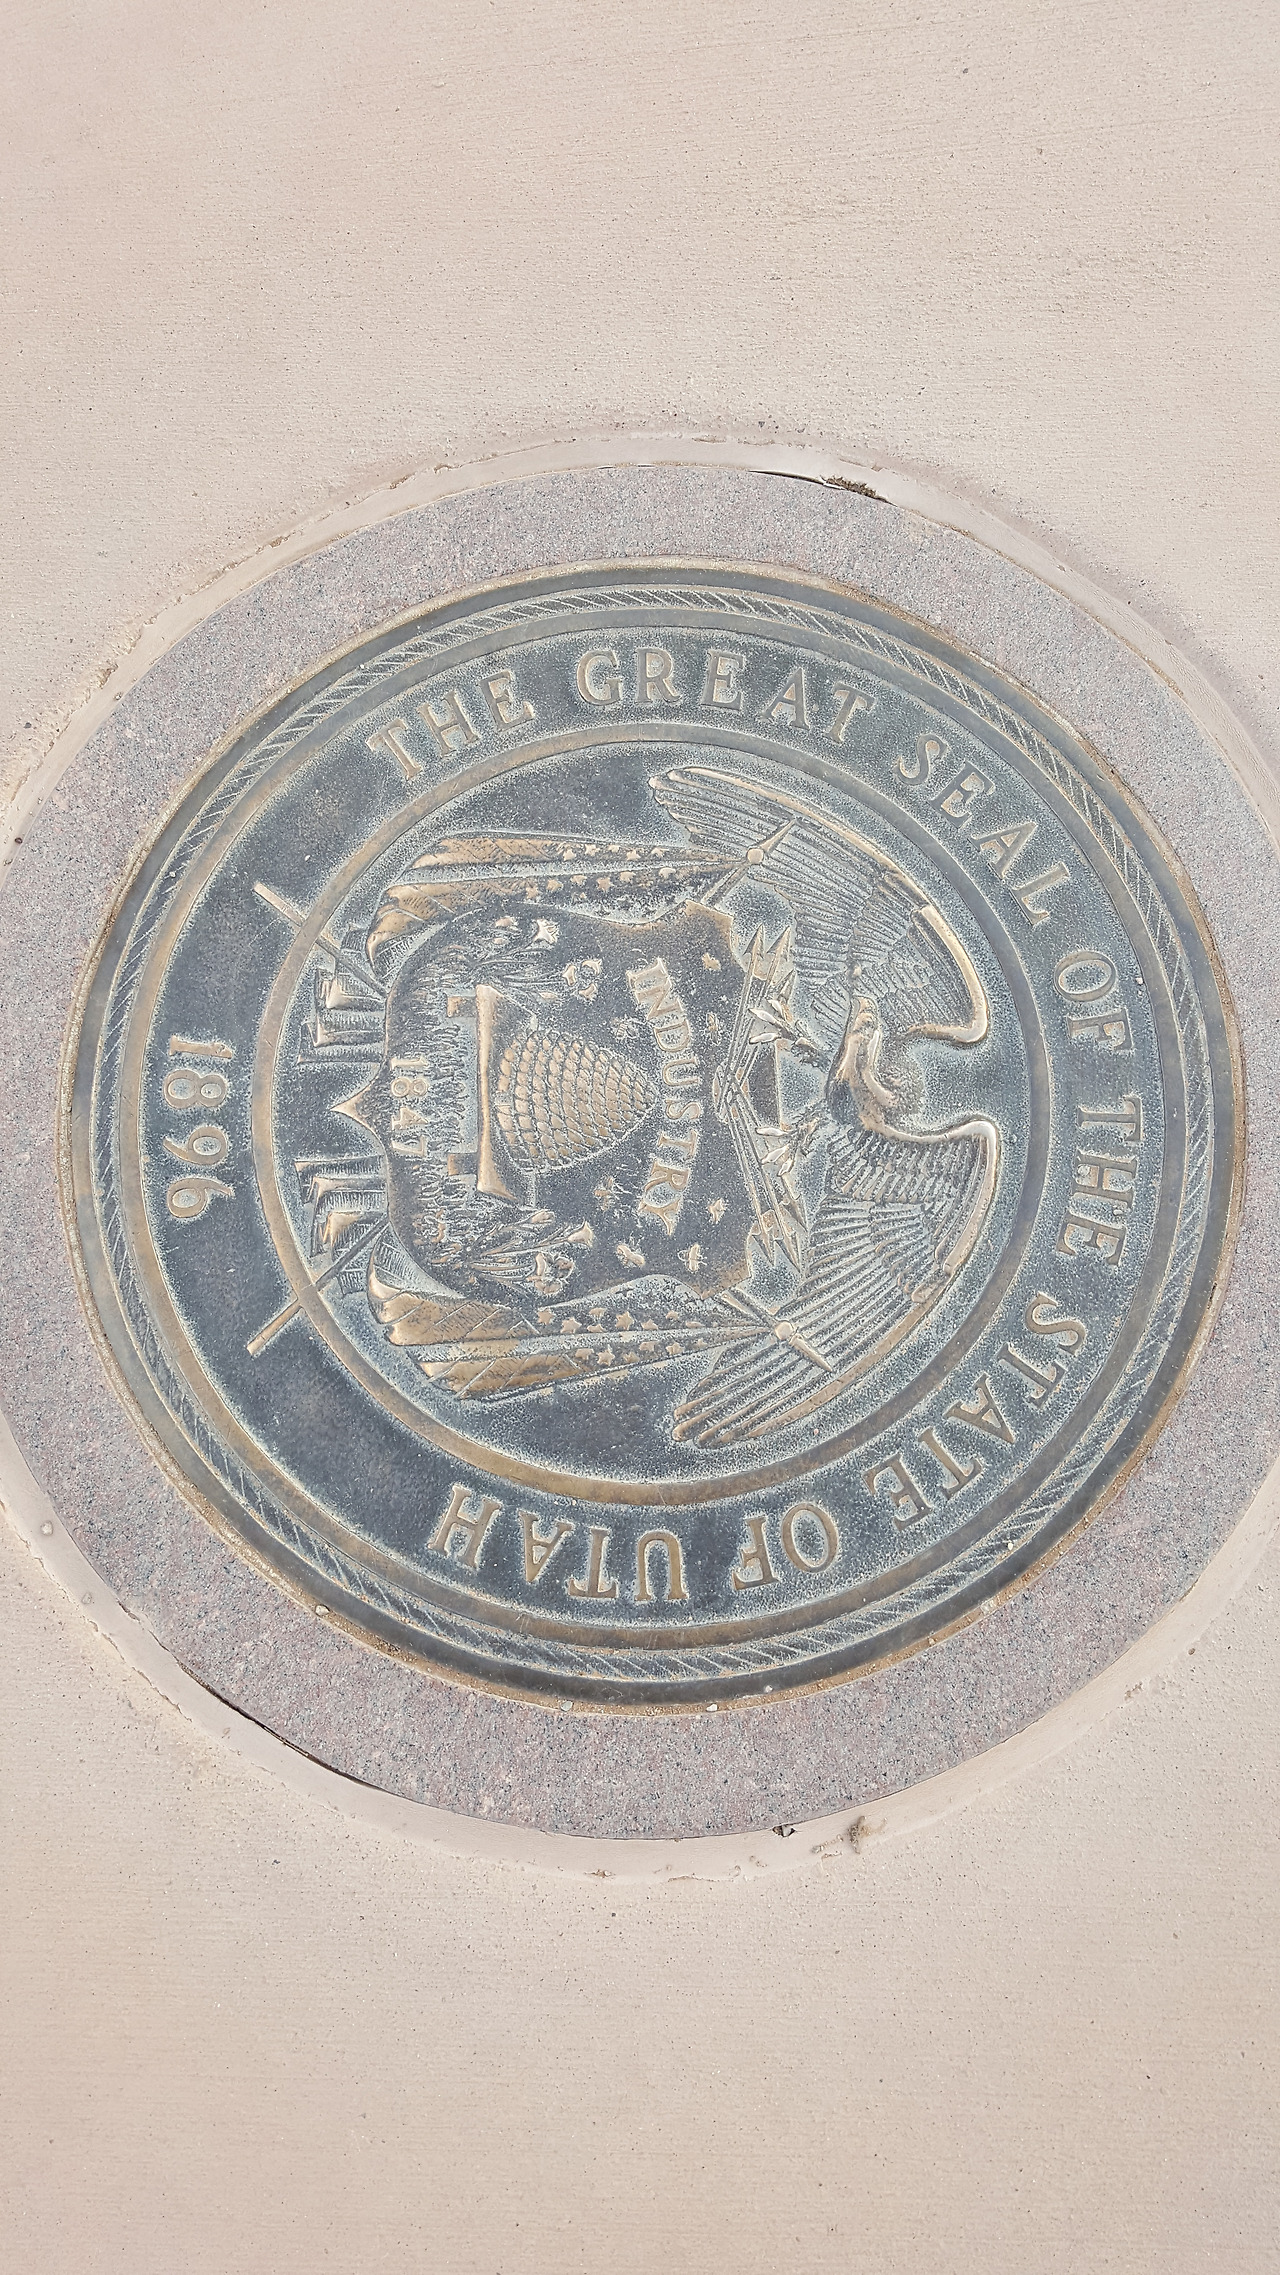 THE GREAT SEAL OF THE STATE OF UTAH
INDUSTRY
1847
1896